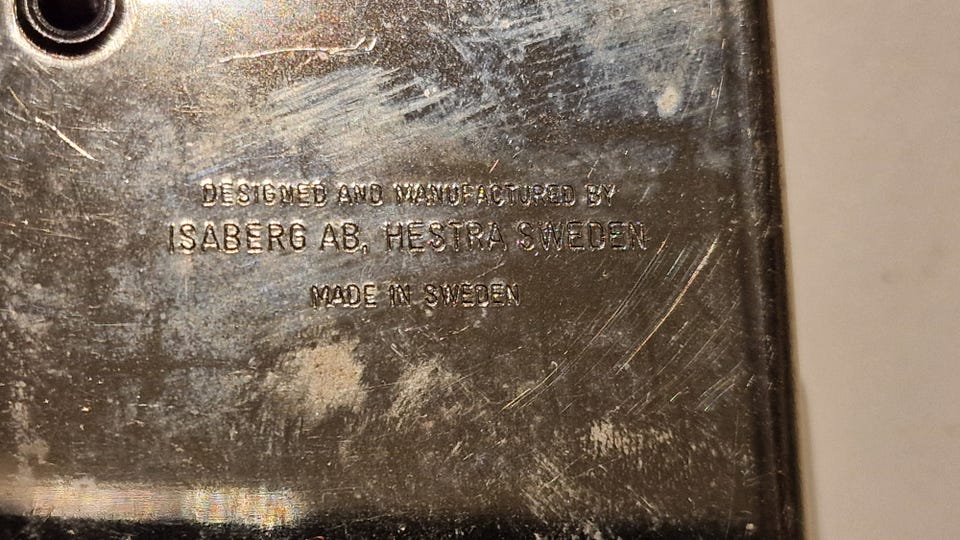 DESIGNED AND MANUFACTURED BY
ISABERG AB, HESTRA SWEDEN
MADE IN SWEDEN